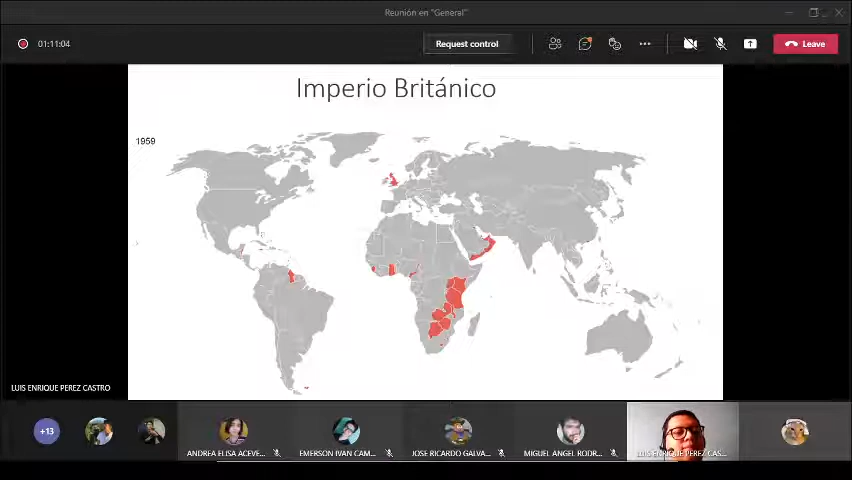 Reunión en "General"
01:11:04
Request control
Leave
Imperio Británico
1959
LUIS ENRIQUE PEREZ CASTRO
+13
ANDREA ELISA ACEVE...
EMERSON IVAN CAM...
JOSE RICARDO GALVA...
MIGUEL ANGEL RODR...
LUIS ENRIQUE PEREZ CAS...